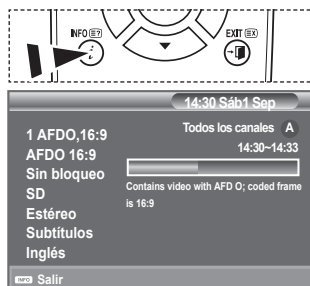 INFO EXIT
i
14:30 Sáb1 Sep
Todos los canales A
14:30~14:33
1 AFDO,16:9
AFDO 16:9
Sin bloqueo
SD
Estéreo
Subtítulos
Inglés
Contains video with AFD O; coded frame
is 16:9
INFO Salir